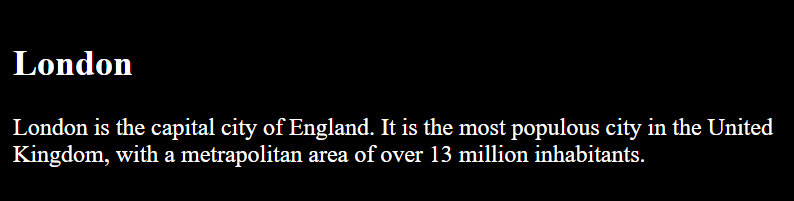 London
London is the capital city of England. It is the most populous city in the United
Kingdom, with a metrapolitan area of over 13 million inhabitants.